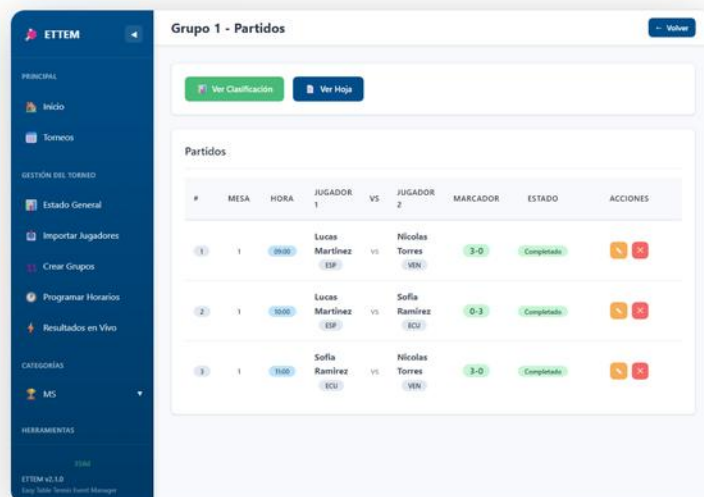 ETTEM
Grupo 1 - Partidos
← Volver
PRINCIPAL
Inicio
Torneos
GESTIÓN DEL TORNEO
Estado General
Importar Jugadores
Crear Grupos
Programar Horarios
Resultados en Vivo
CATEGORÍAS
MS
HERRAMIENTAS
ETTEM v2.1.0
Easy Table Tennis Event Manager
Ver Clasificación
Ver Hoja
Partidos
# MESA HORA JUGADOR 1 VS JUGADOR 2 MARCADOR ESTADO ACCIONES
1 1 09:00 Lucas Martínez ESP vs Nicolas Torres VEN 3-0 Completado
2 1 10:00 Lucas Martínez ESP vs Sofía Ramírez ECU 0-3 Completado
3 1 11:00 Sofía Ramírez ECU vs Nicolas Torres VEN 3-0 Completado